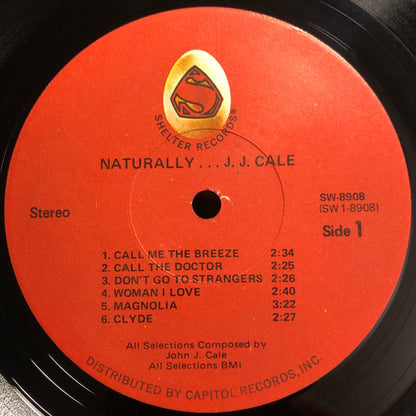 SHELTER RECORDS®
NATURALLY . . . J. J. CALE
SW-8908
(SW 1-8908)
Stereo
Side 1
1. CALL ME THE BREEZE 2:34
2. CALL THE DOCTOR 2:25
3. DON'T GO TO STRANGERS 2:26
4. WOMAN I LOVE 2:40
5. MAGNOLIA 3:22
6. CLYDE 2:27
All Selections Composed by
John J. Cale
All Selections BMI
DISTRIBUTED BY CAPITOL RECORDS, INC.